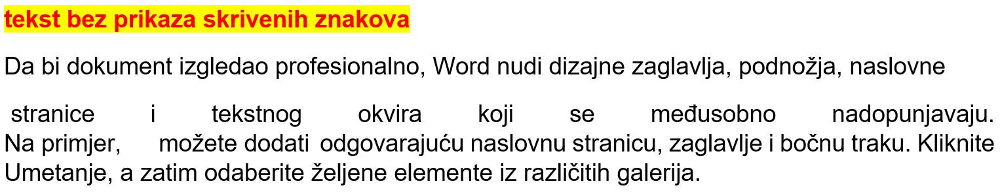 tekst bez prikaza skrivenih znakova
Da bi dokument izgledao profesionalno, Word nudi dizajne zaglavlja, podnožja, naslovne
stranice i tekstnog okvira koji se međusobno nadopunjavaju.
Na primjer, možete dodati odgovarajuću naslovnu stranicu, zaglavlje i bočnu traku. Kliknite
Umetanje, a zatim odaberite željene elemente iz različitih galerija.